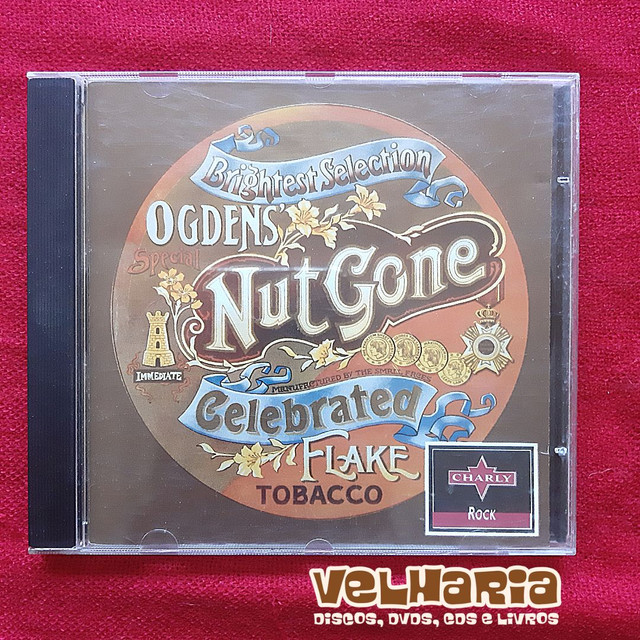 Brightest Selection
OGDENS'
Special
Nut Gone
IMMEDIATE
MANUFACTURED BY THE SMALL FACES
Celebrated
FLAKE
TOBACCO
CHARLY
ROCK
VELHARIA
DISCOS, DVDS, CDS E LIVROS